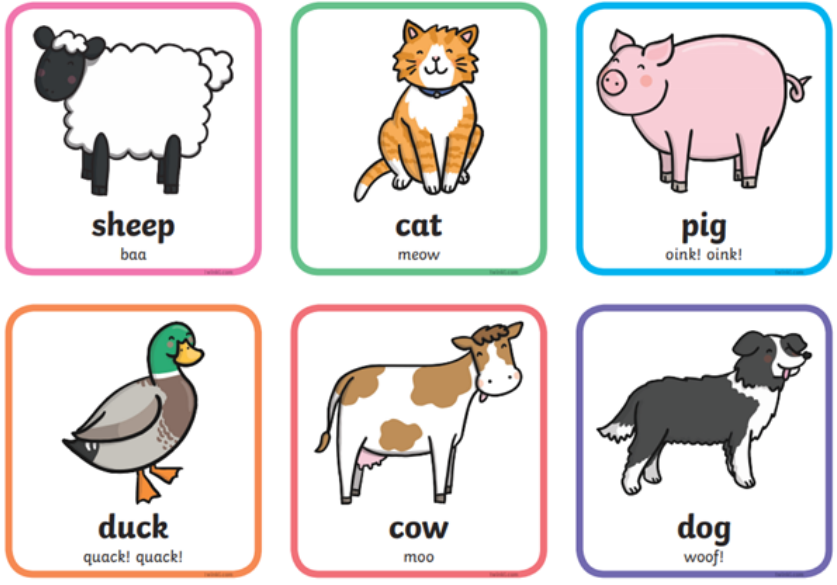 sheep
baa
cat
meow
pig
oink! oink!
duck
quack! quack!
cow
moo
dog
woof!